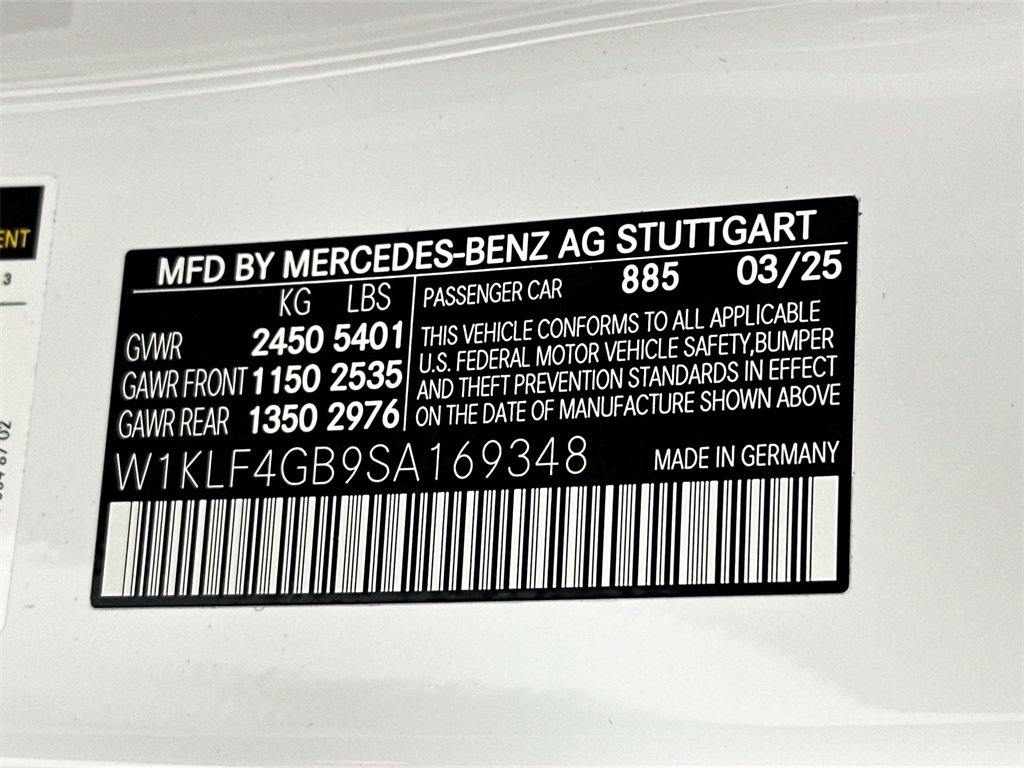 ENT
3
MFD BY MERCEDES-BENZ AG STUTTGART
KG LBS
GVWR 2450 5401
GAWR FRONT 1150 2535
GAWR REAR 1350 2976
PASSENGER CAR 885 03/25
THIS VEHICLE CONFORMS TO ALL APPLICABLE
U.S. FEDERAL MOTOR VEHICLE SAFETY,BUMPER
AND THEFT PREVENTION STANDARDS IN EFFECT
ON THE DATE OF MANUFACTURE SHOWN ABOVE
W1KLF4GB9SA169348
MADE IN GERMANY